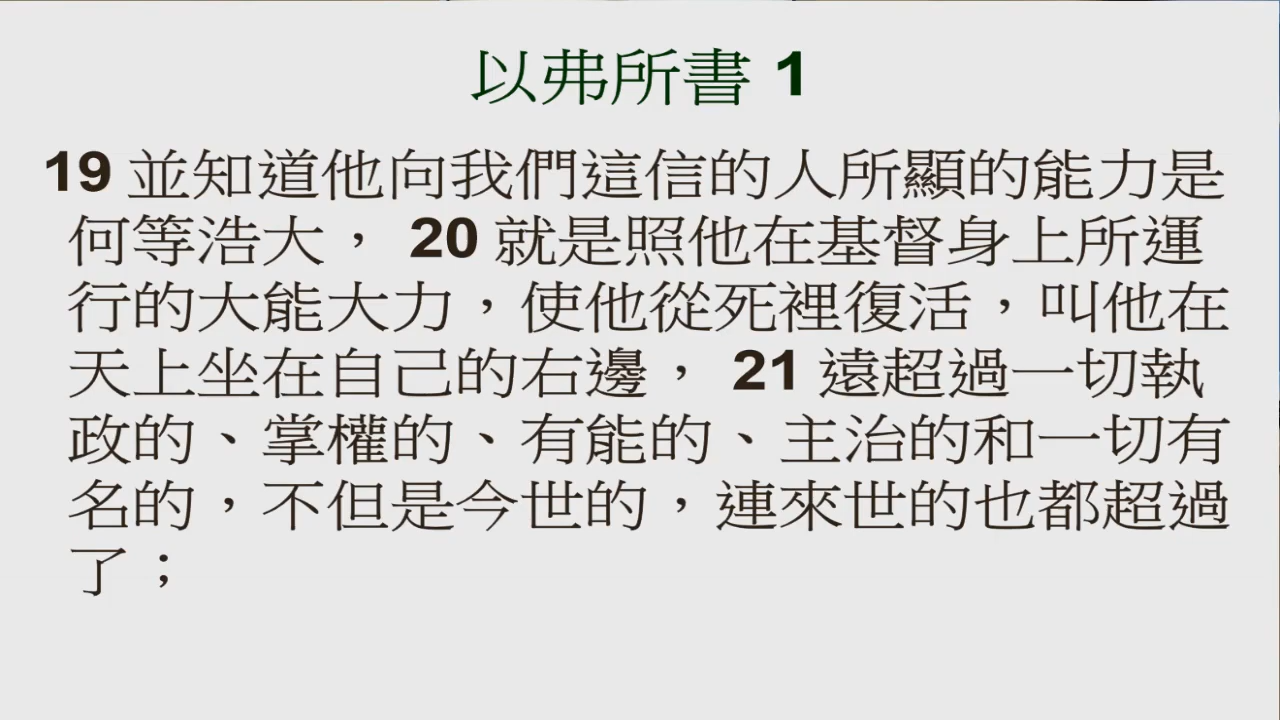 以弗所書 1
19 並知道他向我們這信的人所顯的能力是
何等浩大， 20 就是照他在基督身上所運
行的大能大力，使他從死裡復活，叫他在
天上坐在自己的右邊， 21 遠超過一切執
政的、掌權的、有能的、主治的和一切有
名的，不但是今世的，連來世的也都超過
了；